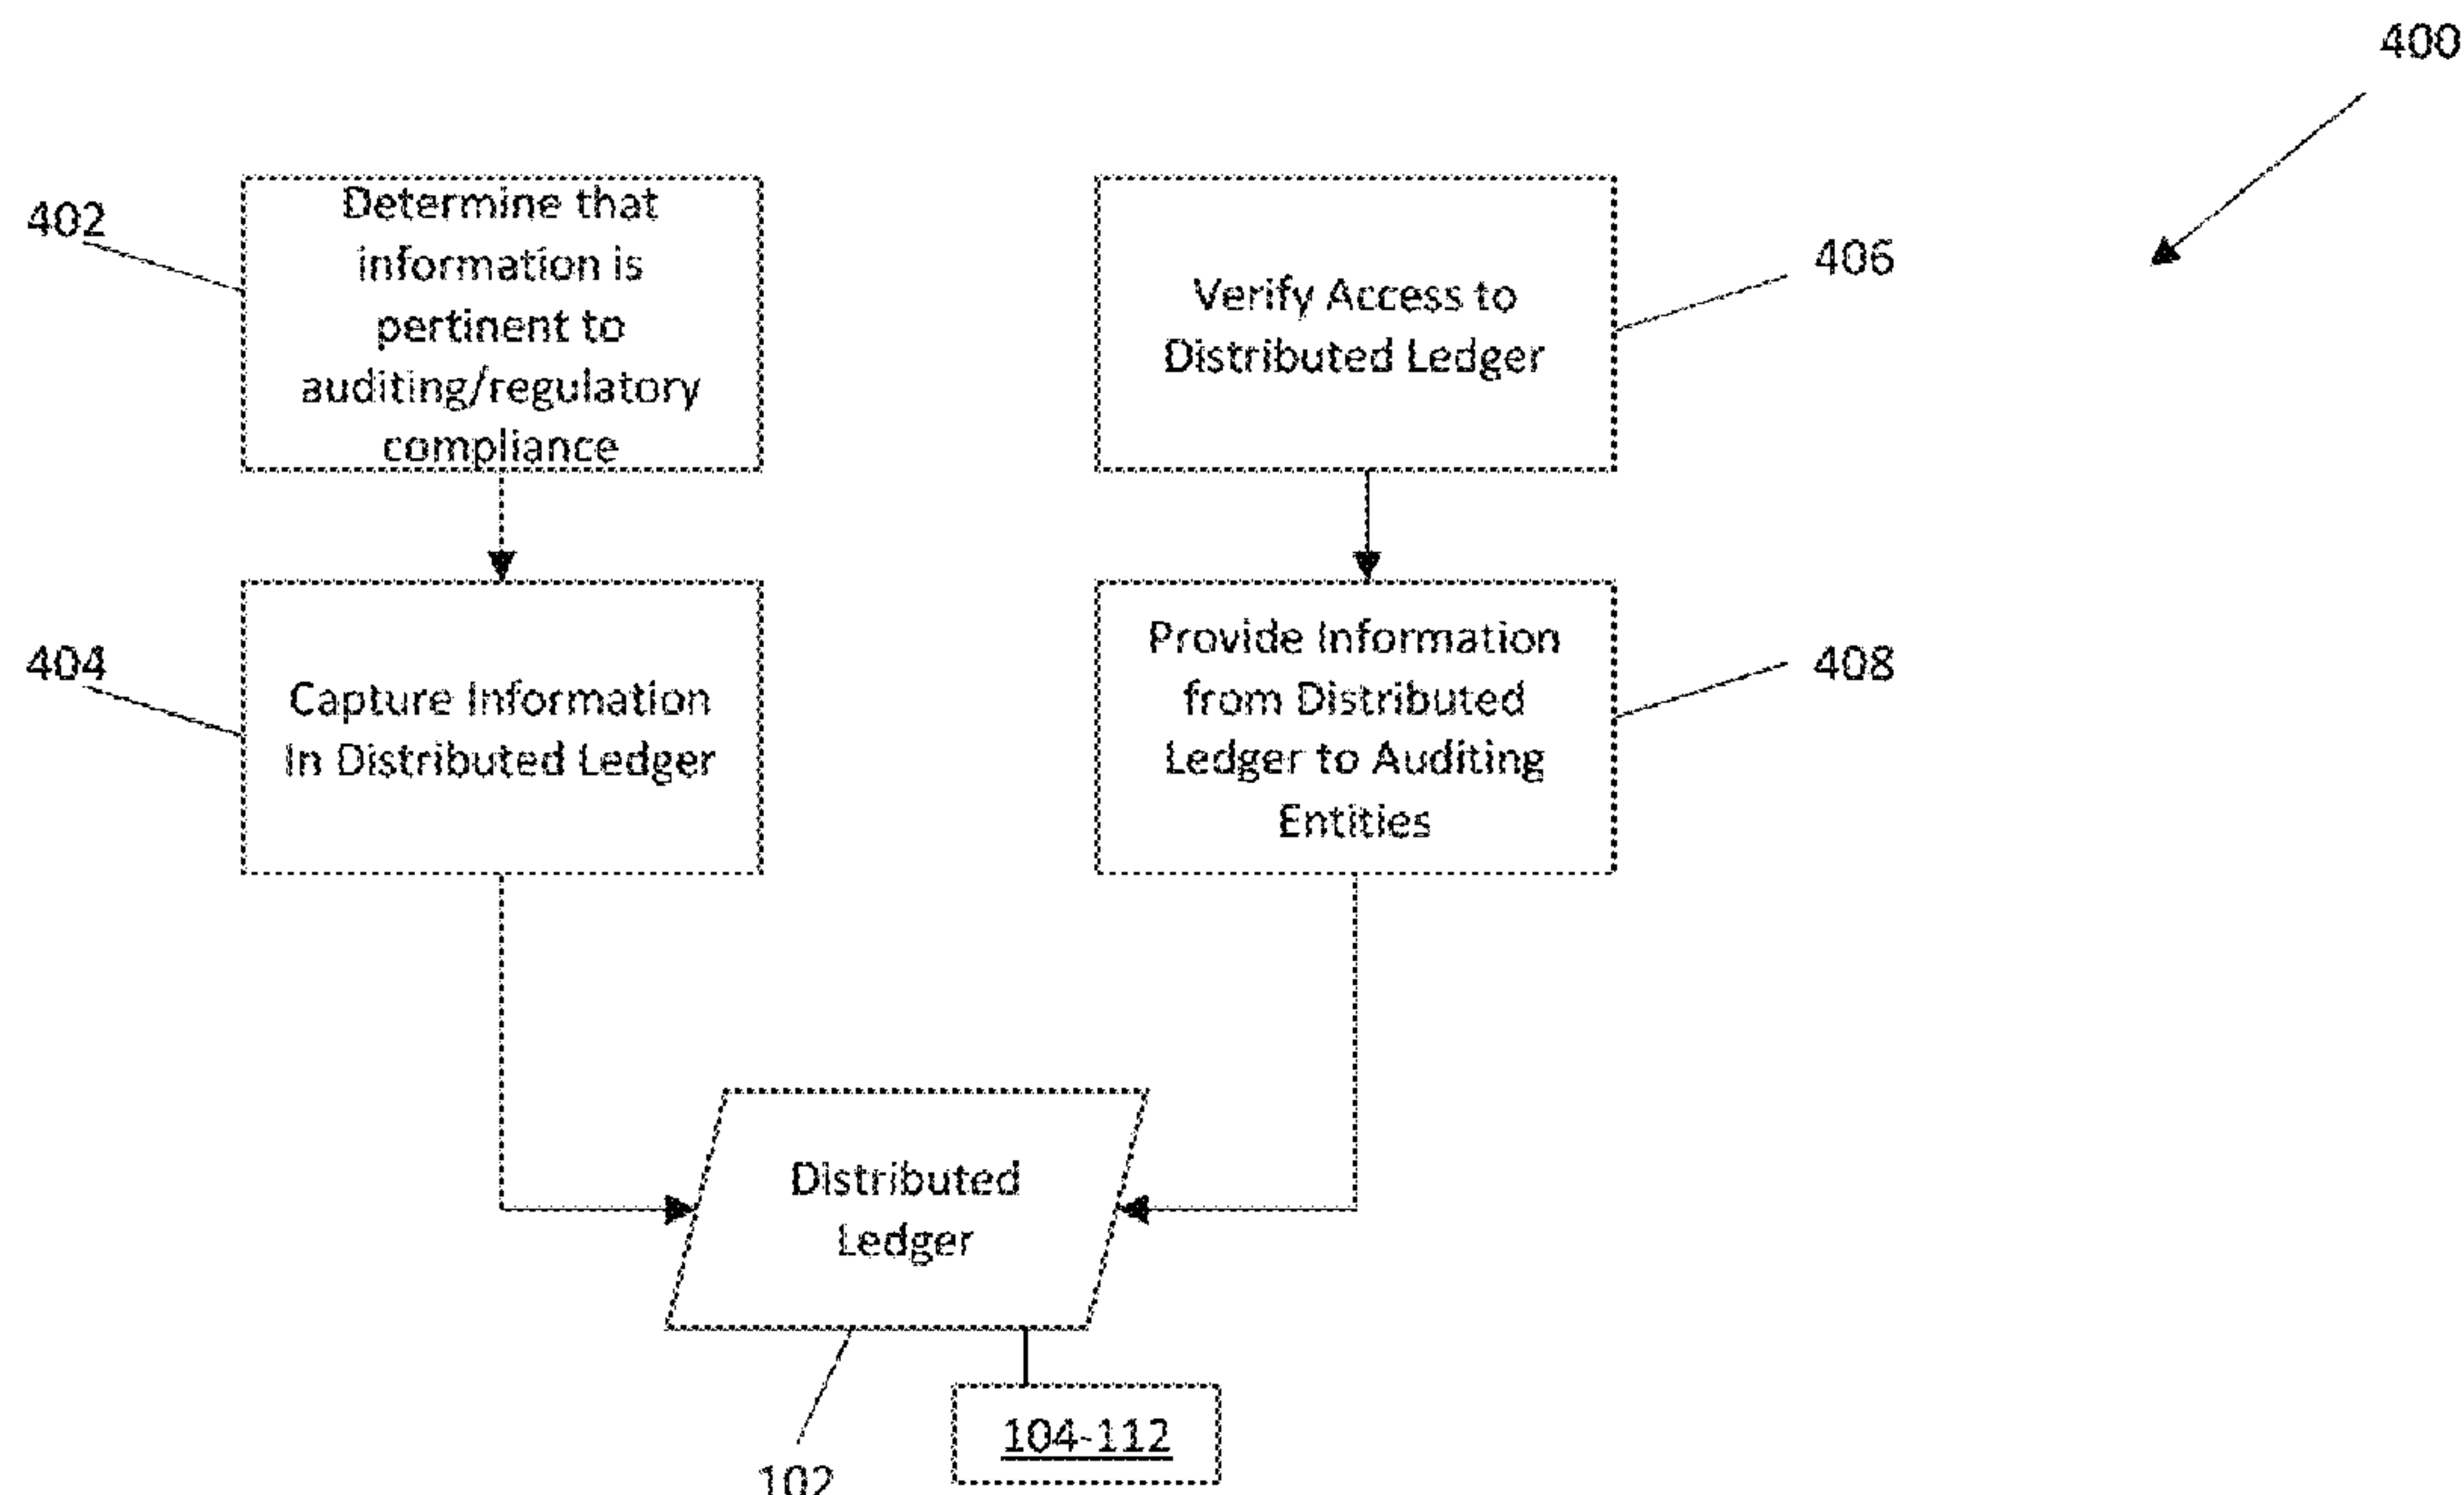 400
402
Determine that
information is
pertinent to
auditing/regulatory
compliance
Verify Access to
Distributed Ledger
406
404
Capture Information
In Distributed Ledger
Provide Information
from Distributed
Ledger to Auditing
Entities
408
Distributed
Ledger
104-112
102